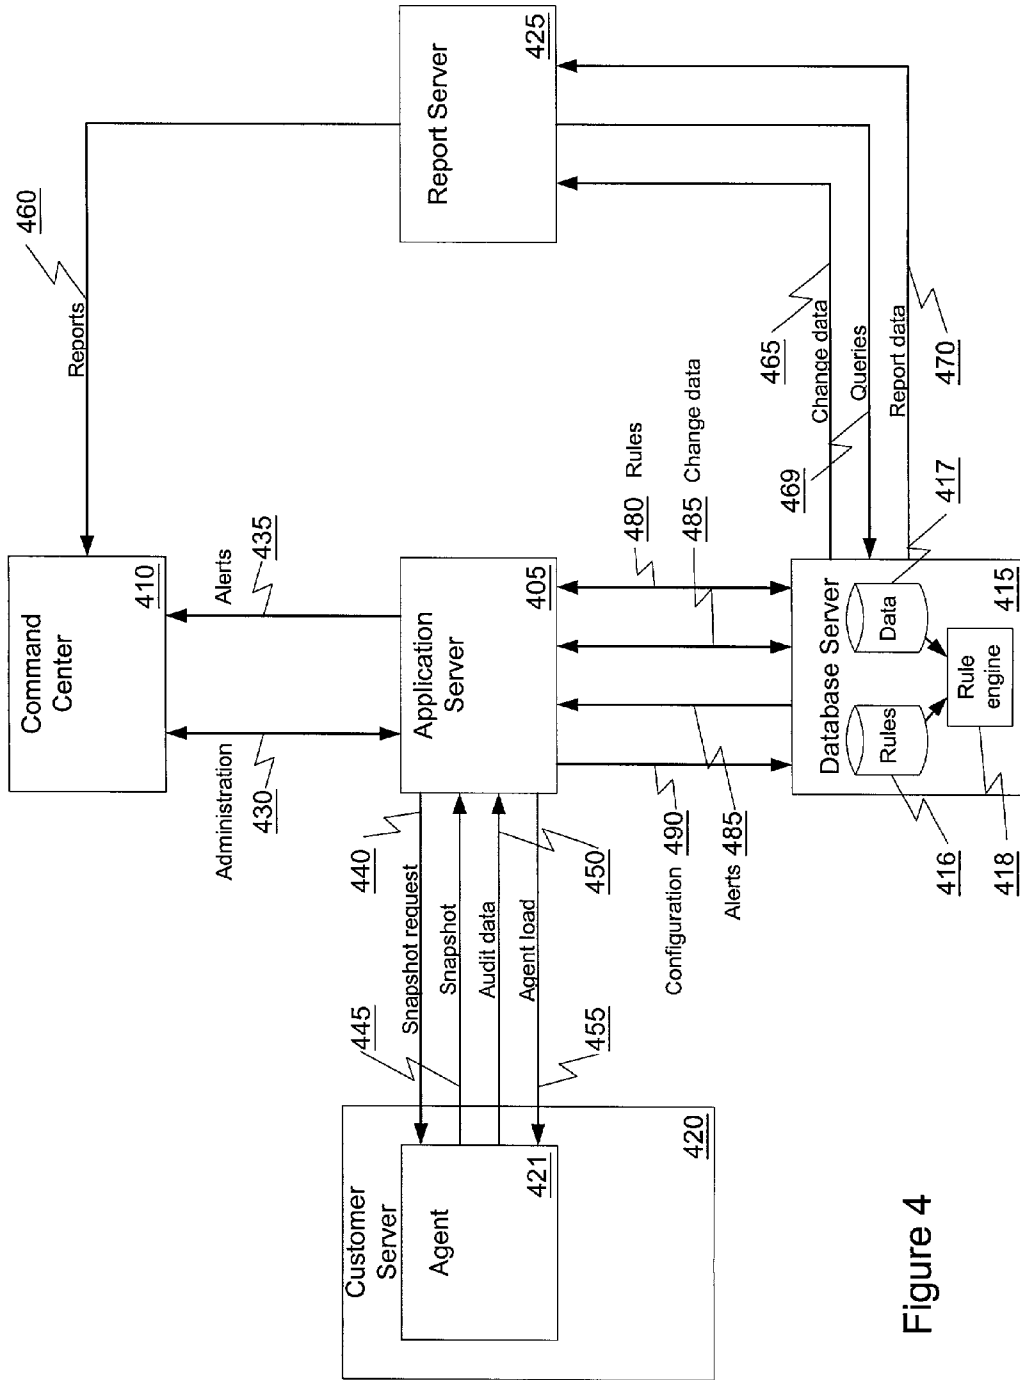 Command
Center
410
Reports
460
Administration
430
Alerts
435
Customer
Server
Agent
421
420
Snapshot request
440
445
Snapshot
Audit data
450
Agent load
455
Application
Server
405
Report Server
425
Configuration 490
Alerts 485
480 Rules
485 Change data
465
Change data
469
Queries
Report data
470
Database Server
Rules
Data
Rule
engine
415
416
418
417
Figure 4